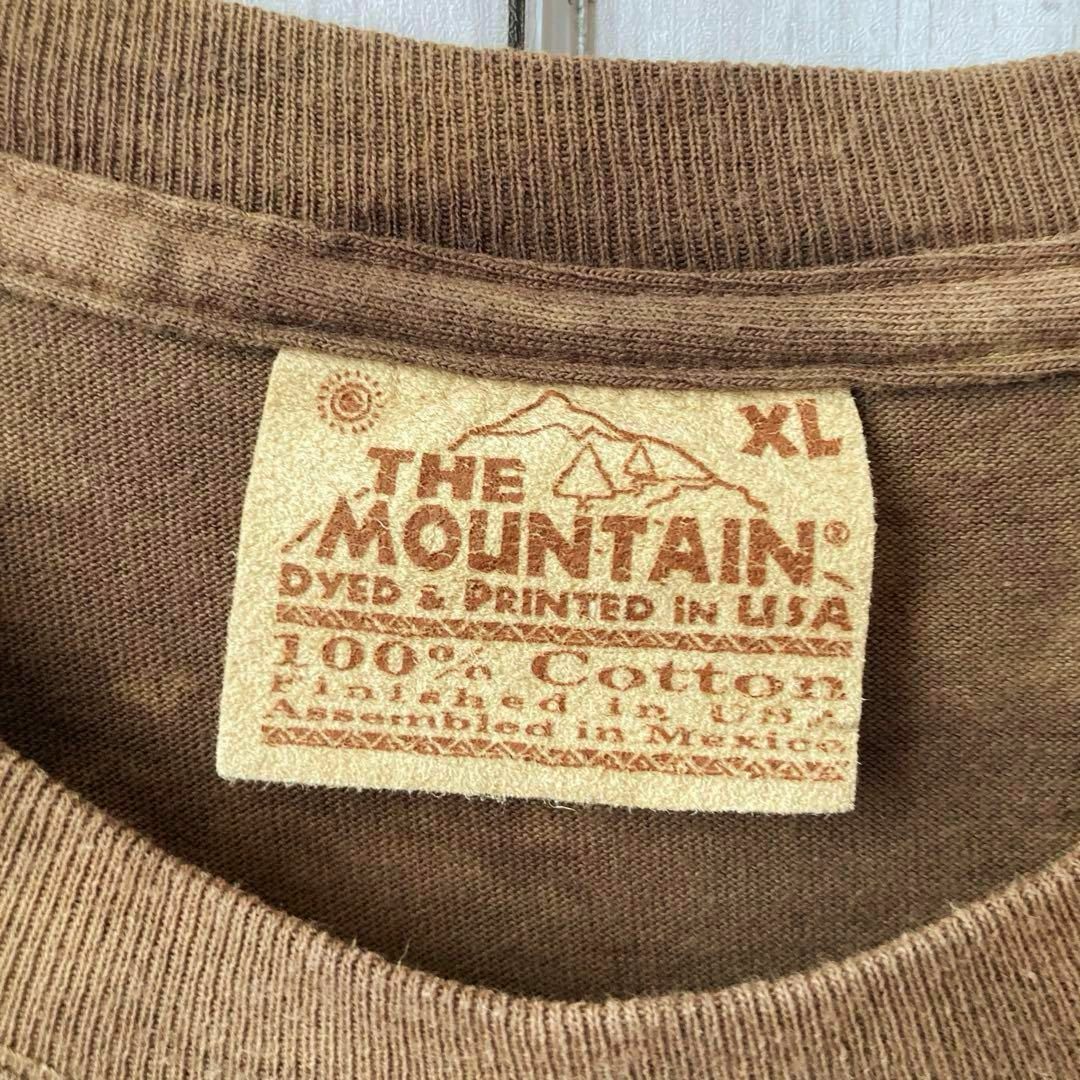 XL
THE
MOUNTAIN®
DYED & PRINTED IN USA
100% Cotton
Finished in USA
Assembled in Mexico